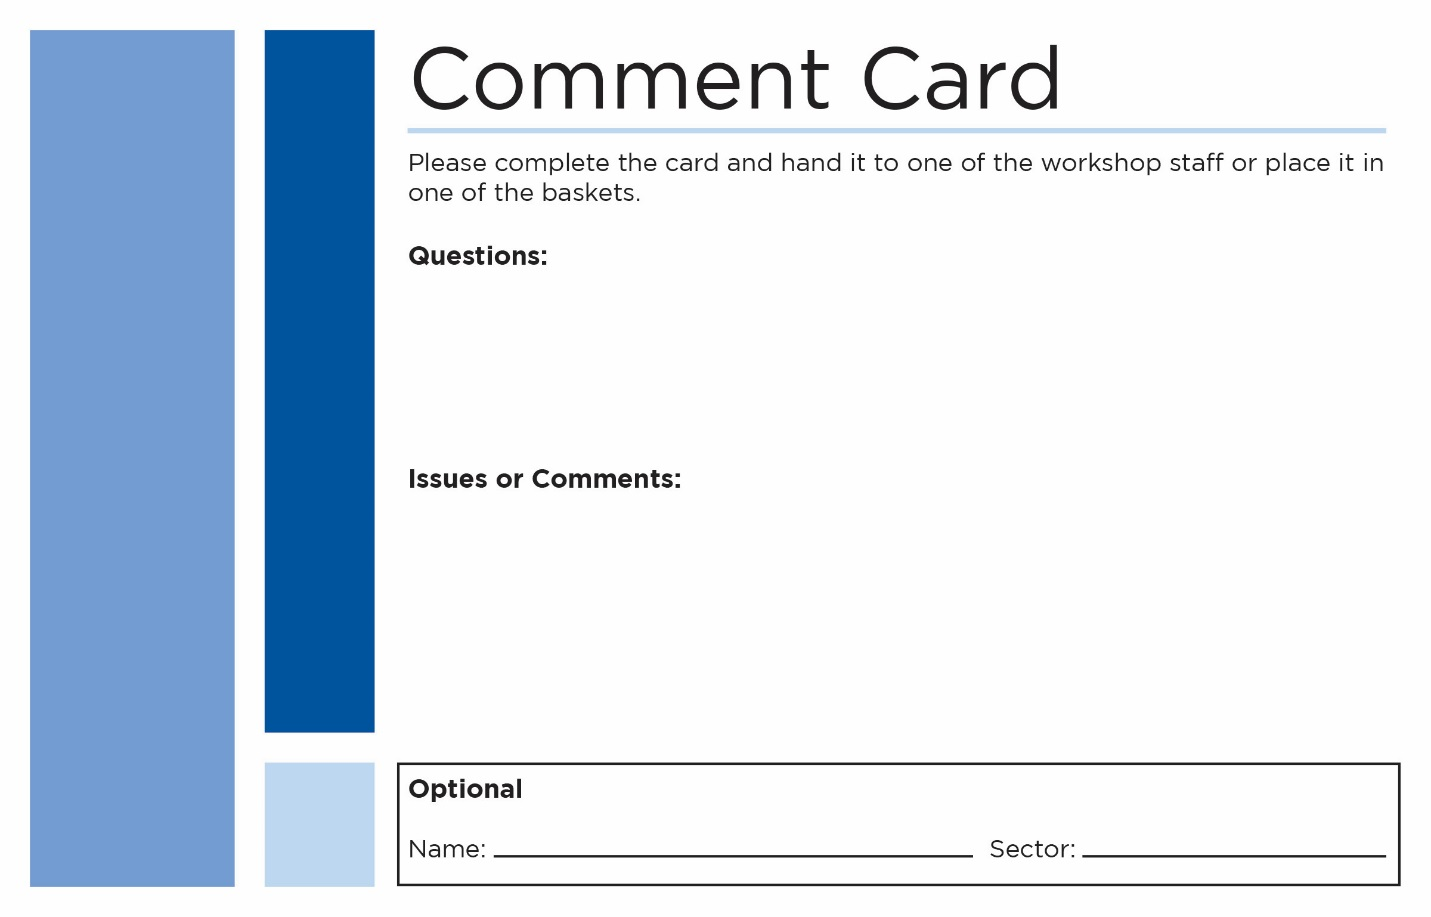 Comment Card
Please complete the card and hand it to one of the workshop staff or place it in
one of the baskets.
Questions:
Issues or Comments:
Optional
Name: Sector: